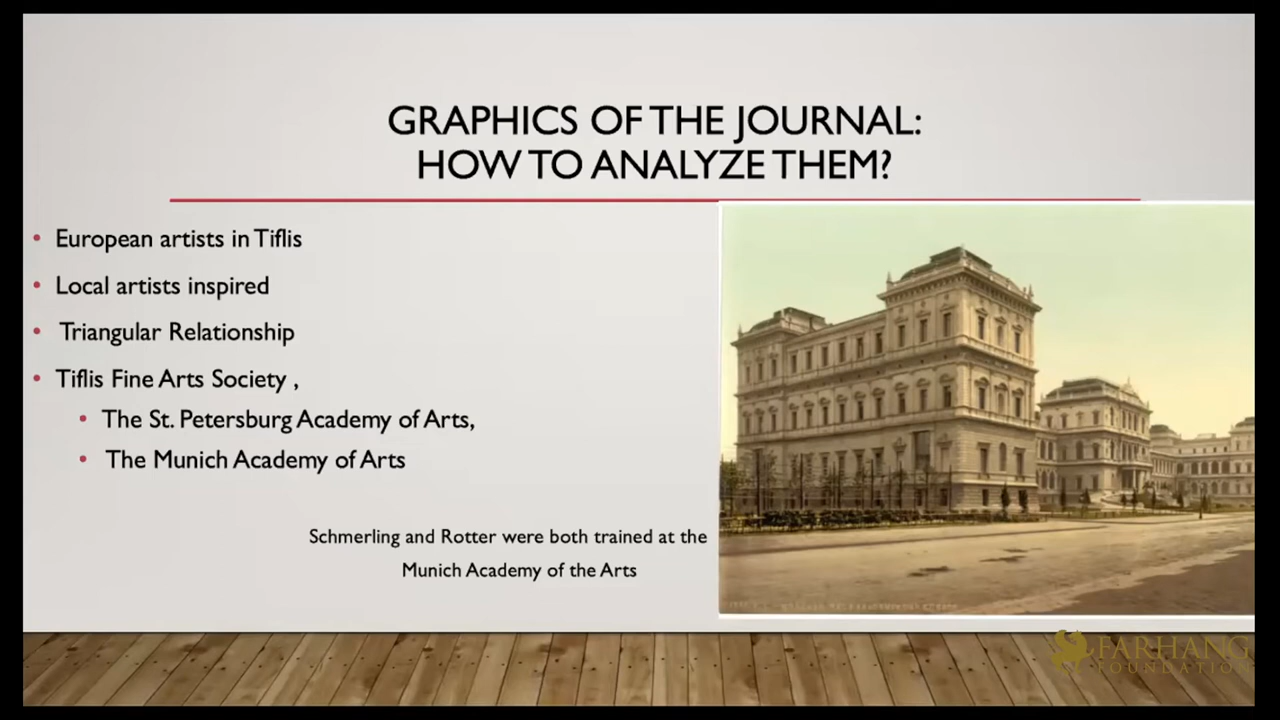 GRAPHICS OF THE JOURNAL:
HOW TO ANALYZE THEM?
• European artists in Tiflis
• Local artists inspired
• Triangular Relationship
• Tiflis Fine Arts Society ,
• The St. Petersburg Academy of Arts,
• The Munich Academy of Arts
Schmerling and Rotter were both trained at the
Munich Academy of the Arts
FARHANG
FOUNDATION